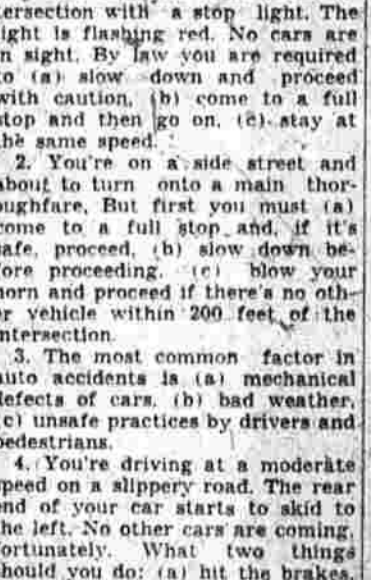 tersection with a stop light. The
ight is flashing red. No cars are
n sight. By law you are required
o (a) slow down and proceed
with caution, (b) come to a full
stop and then go on, (c) stay at
the same speed.
2. You're on a side street and
about to turn onto a main thor-
oughfare. But first you must (a)
come to a full stop and, if it's
afe, proceed, (b) slow down be-
ore proceeding, (c) blow your
horn and proceed if there's no oth-
r vehicle within 200 feet of the
ntersection.
3. The most common factor in
auto accidents is (a) mechanical
defects of cars, (b) bad weather,
(c) unsafe practices by drivers and
pedestrians.
4. You're driving at a moderate
speed on a slippery road. The rear
end of your car starts to skid to
the left. No other cars are coming,
fortunately. What two things
should you do: (a) hit the brakes,